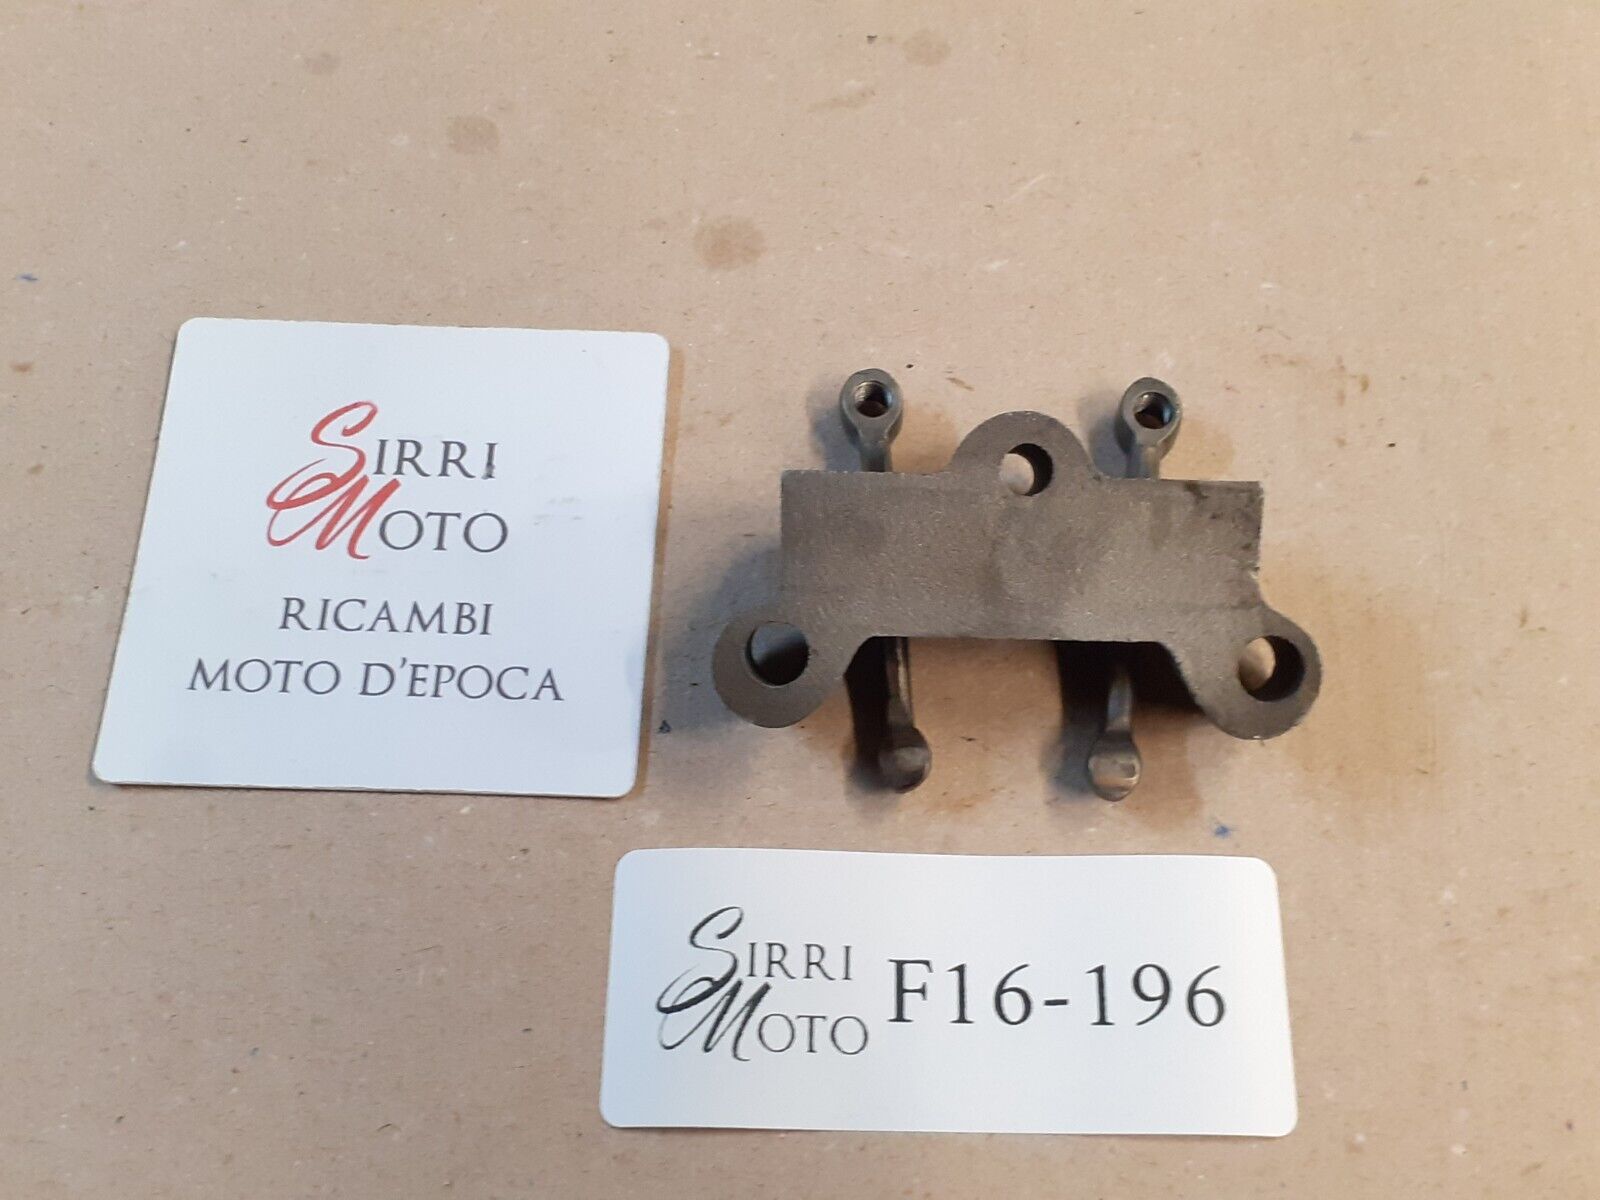 SIRRI
MOTO
RICAMBI
MOTO D'EPOCA
SIRRI
MOTO
F16-196